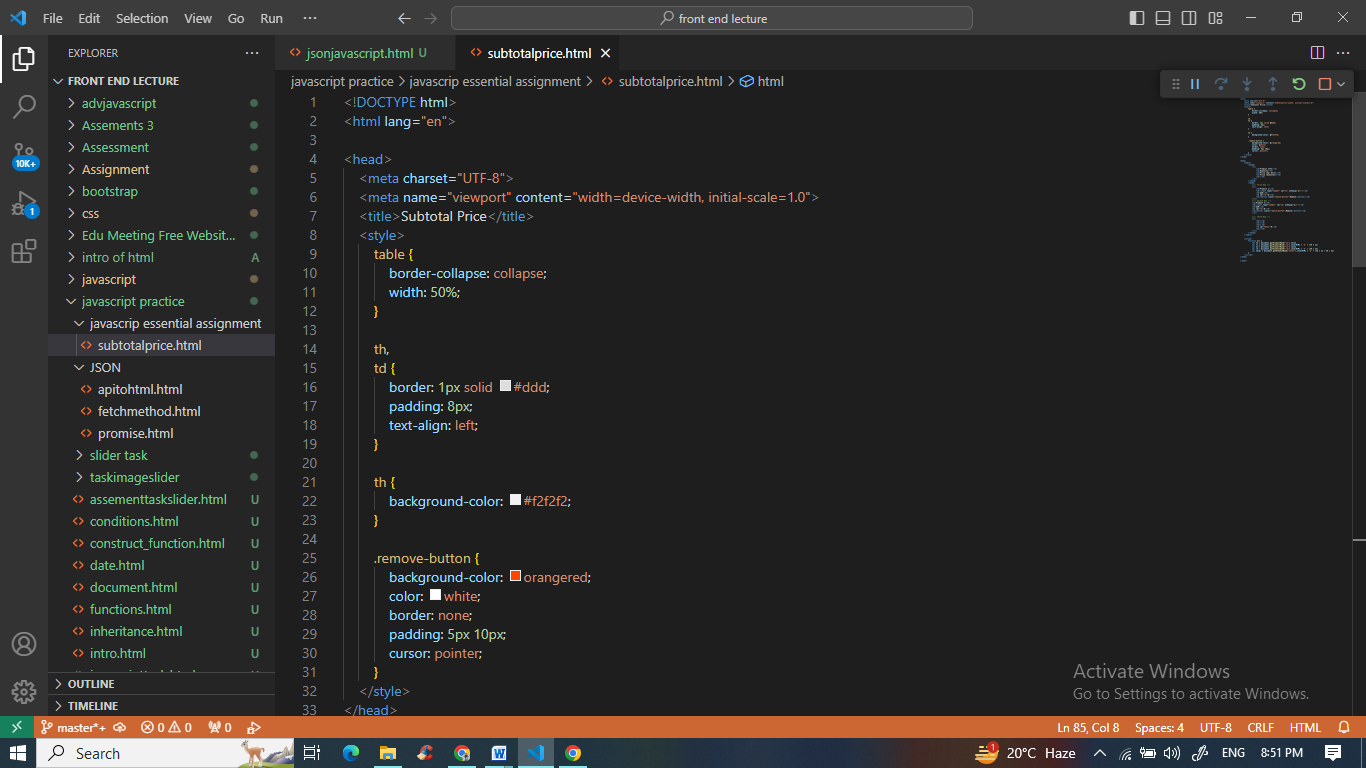 File Edit Selection View Go Run ··· front end lecture
EXPLORER ···
FRONT END LECTURE
advjavascript
Assements 3
Assessment
Assignment
bootstrap
css
Edu Meeting Free Websit...
intro of html A
javascript
javascript practice
javascrip essential assignment
subtotalprice.html
JSON
apitohtml.html
fetchmethod.html
promise.html
slider task
taskimageslider
assementtaskslider.html U
conditions.html U
construct_function.html U
date.html U
document.html U
functions.html U
inheritance.html U
intro.html U
OUTLINE
TIMELINE
10K+
1
jsonjavascript.html U subtotalprice.html
javascript practice > javascrip essential assignment > subtotalprice.html > html
1 <!DOCTYPE html>
2 <html lang="en">
3
4 <head>
5 <meta charset="UTF-8">
6 <meta name="viewport" content="width=device-width, initial-scale=1.0">
7 <title>Subtotal Price</title>
8 <style>
9 table {
10 border-collapse: collapse;
11 width: 50%;
12 }
13
14 th,
15 td {
16 border: 1px solid #ddd;
17 padding: 8px;
18 text-align: left;
19 }
20
21 th {
22 background-color: #f2f2f2;
23 }
24
25 .remove-button {
26 background-color: orangered;
27 color: white;
28 border: none;
29 padding: 5px 10px;
30 cursor: pointer;
31 }
32 </style>
33 </head>
Activate Windows
Go to Settings to activate Windows.
master*+ 0 0 0 Ln 85, Col 8 Spaces: 4 UTF-8 CRLF HTML
Search 1 20°C Haze ENG 8:51 PM